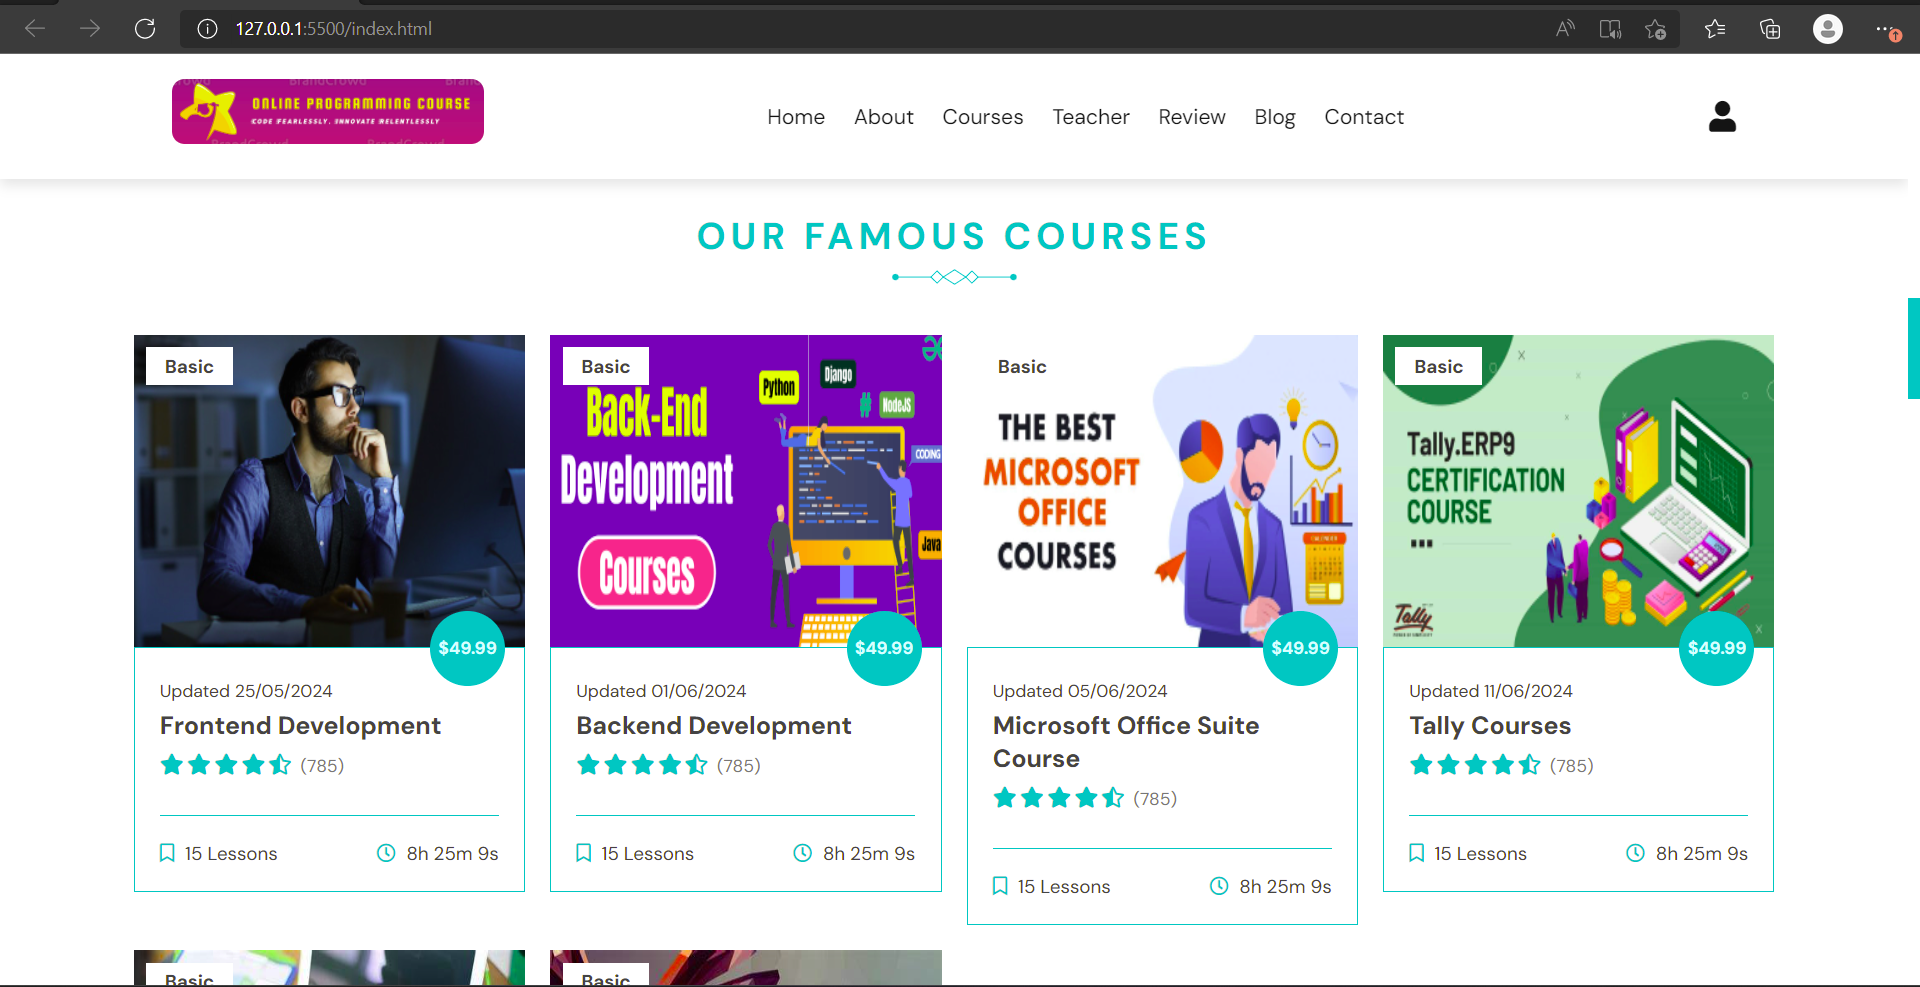 127.0.0.1:5500/index.html
BrandCrowd
ONLINE PROGRAMMING COURSE
CODE FEARLESSLY. INNOVATE RELENTLESSLY
BrandCrowd BrandCrowd
Home About Courses Teacher Review Blog Contact
OUR FAMOUS COURSES
Basic
$49.99
Updated 25/05/2024
Frontend Development
(785)
15 Lessons 8h 25m 9s
Basic
Python
Django
NodeJS
Back-End
Development
CODING
Courses
Java
$49.99
Updated 01/06/2024
Backend Development
(785)
15 Lessons 8h 25m 9s
Basic
THE BEST
MICROSOFT
OFFICE
COURSES
$49.99
Updated 05/06/2024
Microsoft Office Suite
Course
(785)
15 Lessons 8h 25m 9s
Basic
Tally.ERP9
CERTIFICATION
COURSE
Tally
$49.99
Updated 11/06/2024
Tally Courses
(785)
15 Lessons 8h 25m 9s
Basic
Basic